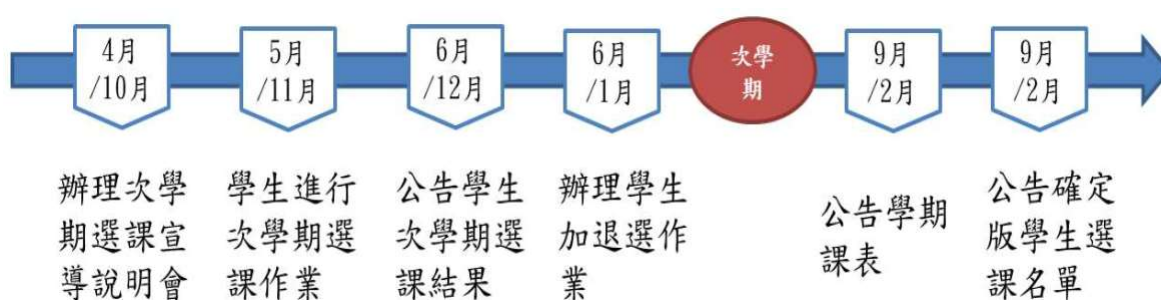 4月
/10月
5月
/11月
6月
/12月
6月
/1月
次學
期
9月
/2月
9月
/2月
辦理次學
期選課宣
導說明會
學生進行
次學期選
課作業
公告學生
次學期選
課結果
辦理學生
加退選作
業
公告學期
課表
公告確定
版學生選
課名單